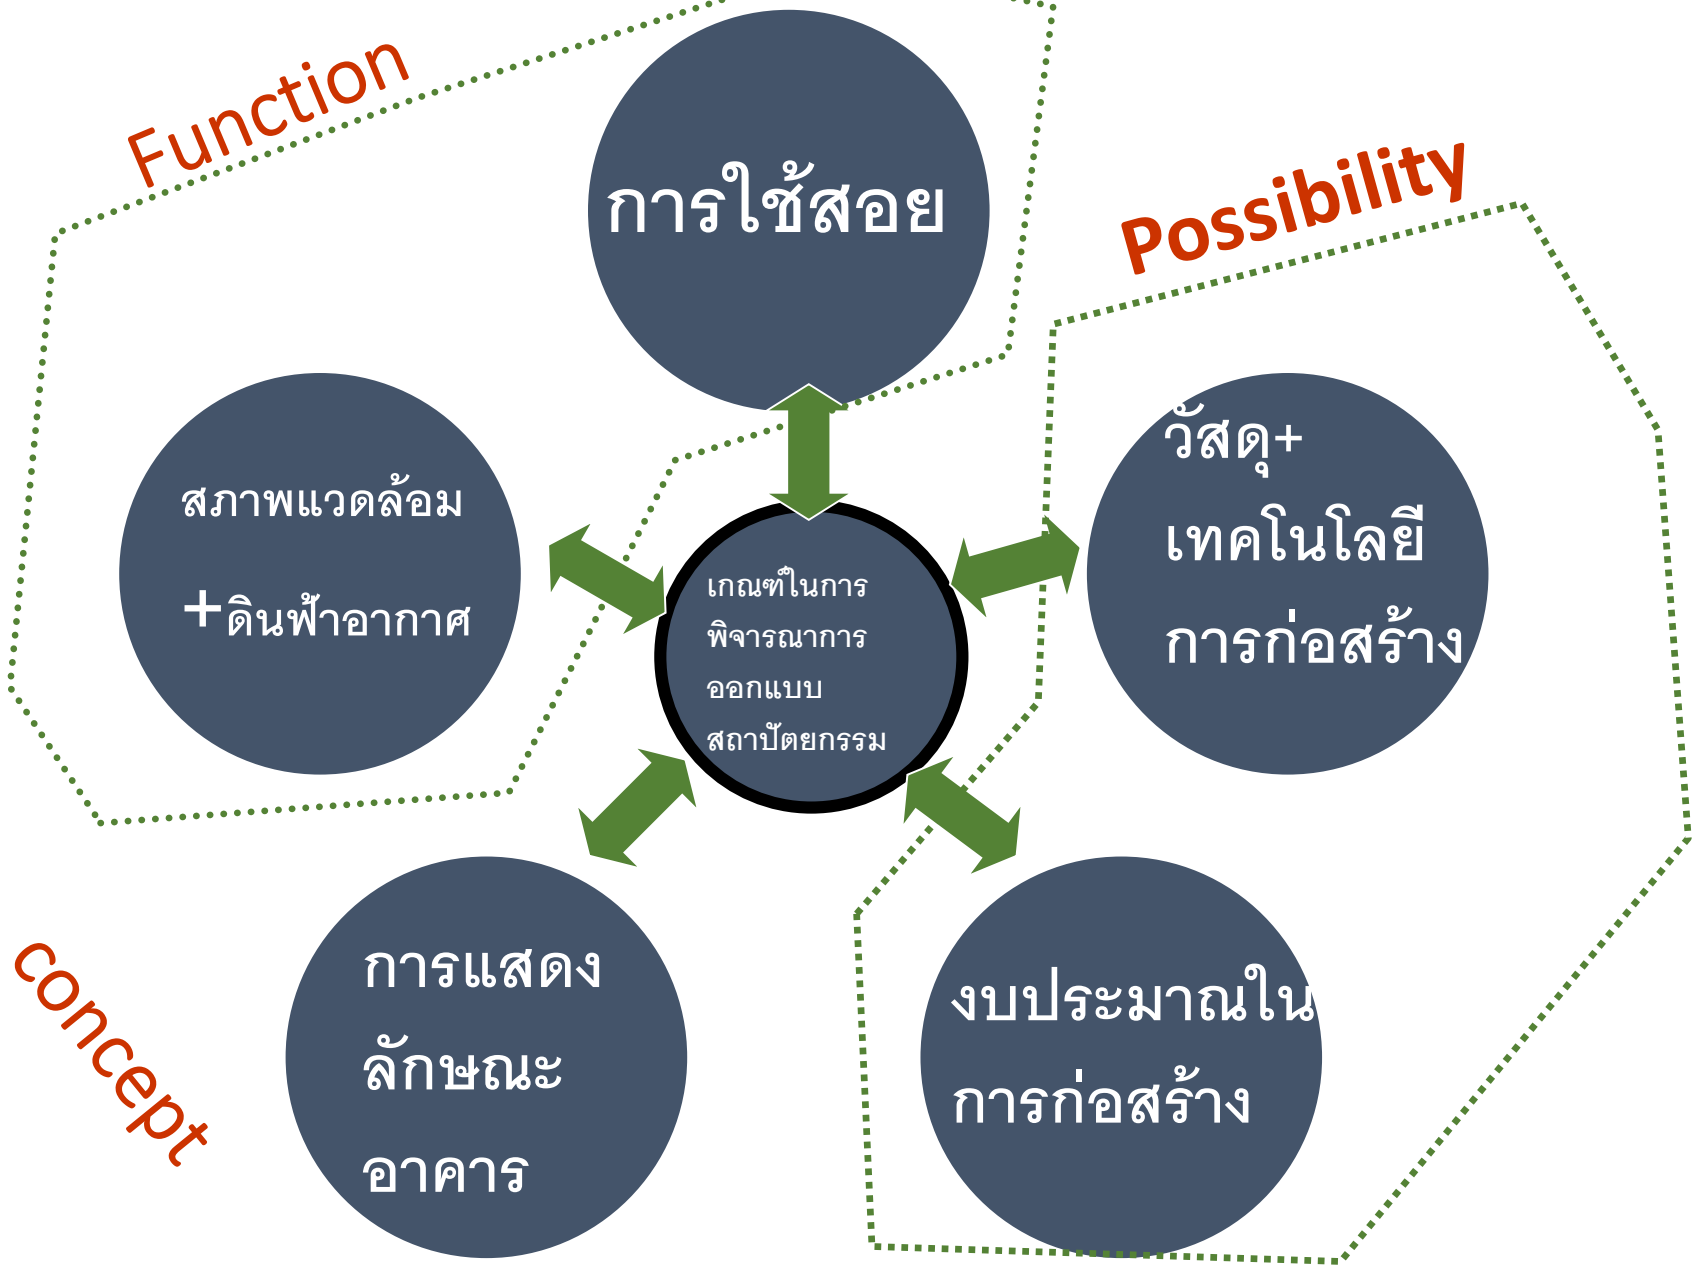 Function
การใช้สอย
Possibility
สภาพแวดล้อม
+ดินฟ้าอากาศ
วัสดุ+
เทคโนโลยี
การก่อสร้าง
เกณฑ์ในการ
พิจารณาการ
ออกแบบ
สถาปัตยกรรม
concept
การแสดง
ลักษณะ
อาคาร
งบประมาณใน
การก่อสร้าง